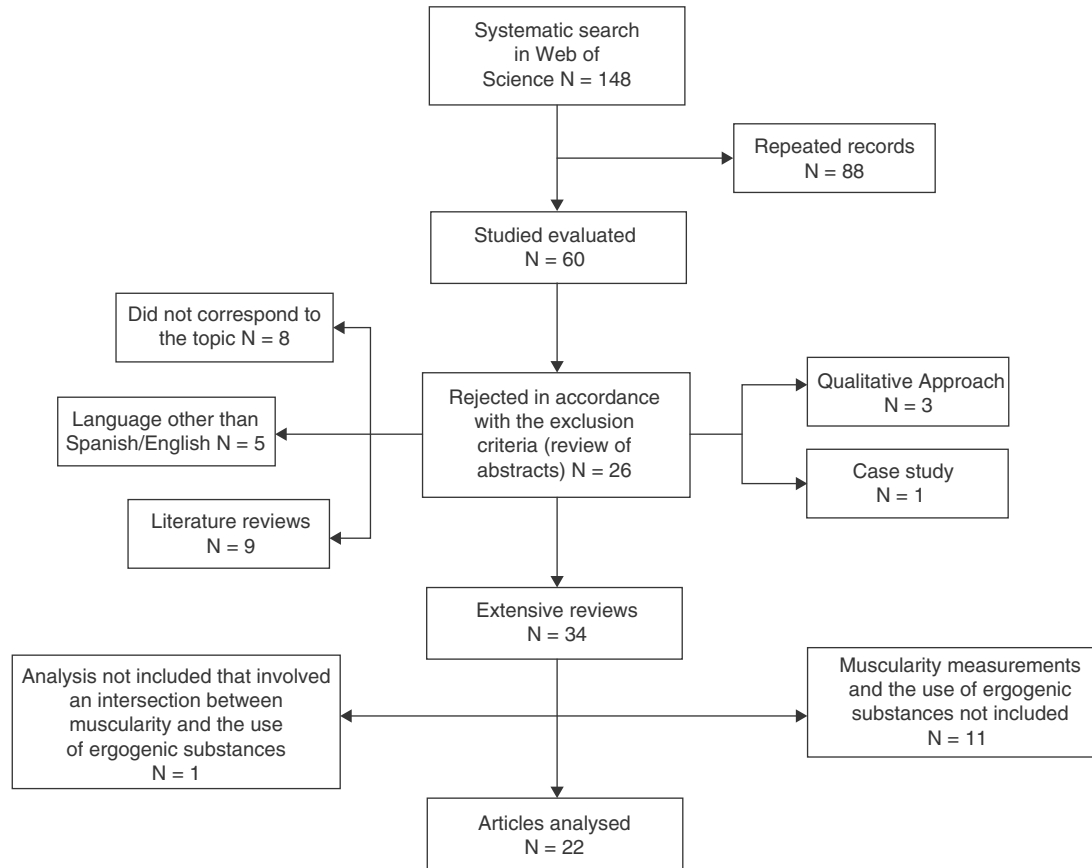 Systematic search
in Web of
Science N = 148
Repeated records
N = 88
Studied evaluated
N = 60
Did not correspond to
the topic N = 8
Language other than
Spanish/English N = 5
Literature reviews
N = 9
Rejected in accordance
with the exclusion
criteria (review of
abstracts) N = 26
Qualitative Approach
N = 3
Case study
N = 1
Extensive reviews
N = 34
Analysis not included that involved
an intersection between
muscularity and the use
of ergogenic substances
N = 1
Muscularity measurements
and the use of ergogenic
substances not included
N = 11
Articles analysed
N = 22